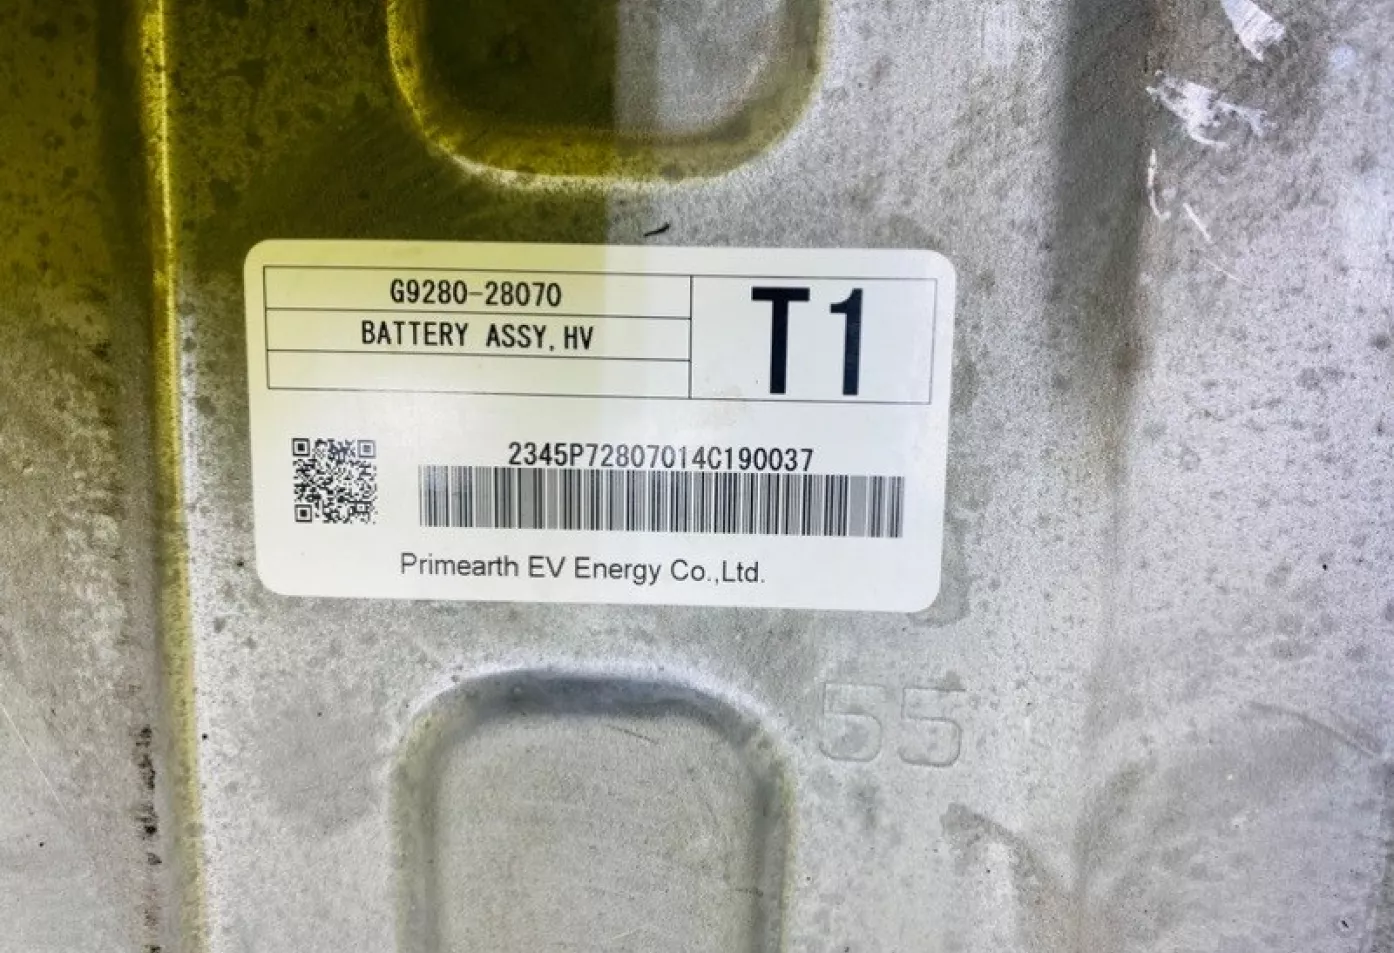 G9280-28070
BATTERY ASSY, HV
T1
2345P72807014C190037
Primearth EV Energy Co.,Ltd.
55